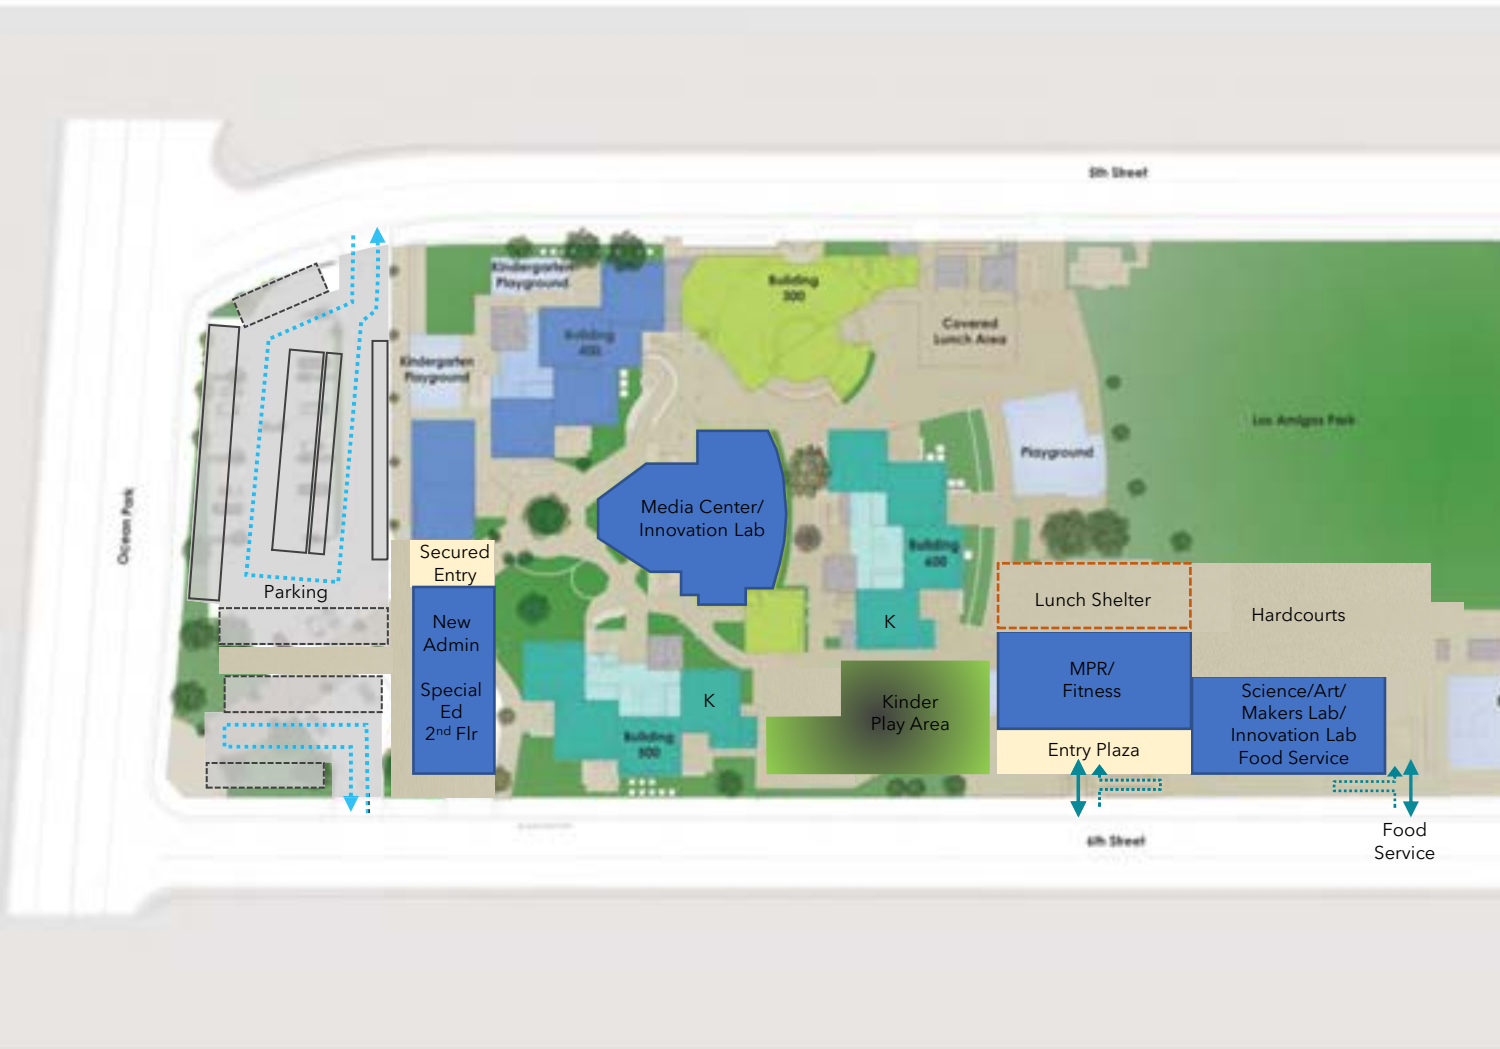 5th Street
Kindergarten
Playground
Building
300
Building
400
Covered
Lunch Area
Kindergarten
Playground
Los Amigos Park
Playground
Ocean Park
Media Center/
Innovation Lab
Secured
Entry
Building
600
Parking
Lunch Shelter
Hardcourts
New
Admin
Special
Ed
2nd Flr
K
MPR/
Fitness
K
Kinder
Play Area
Science/Art/
Makers Lab/
Innovation Lab
Food Service
Building
500
Entry Plaza
6th Street
Food
Service